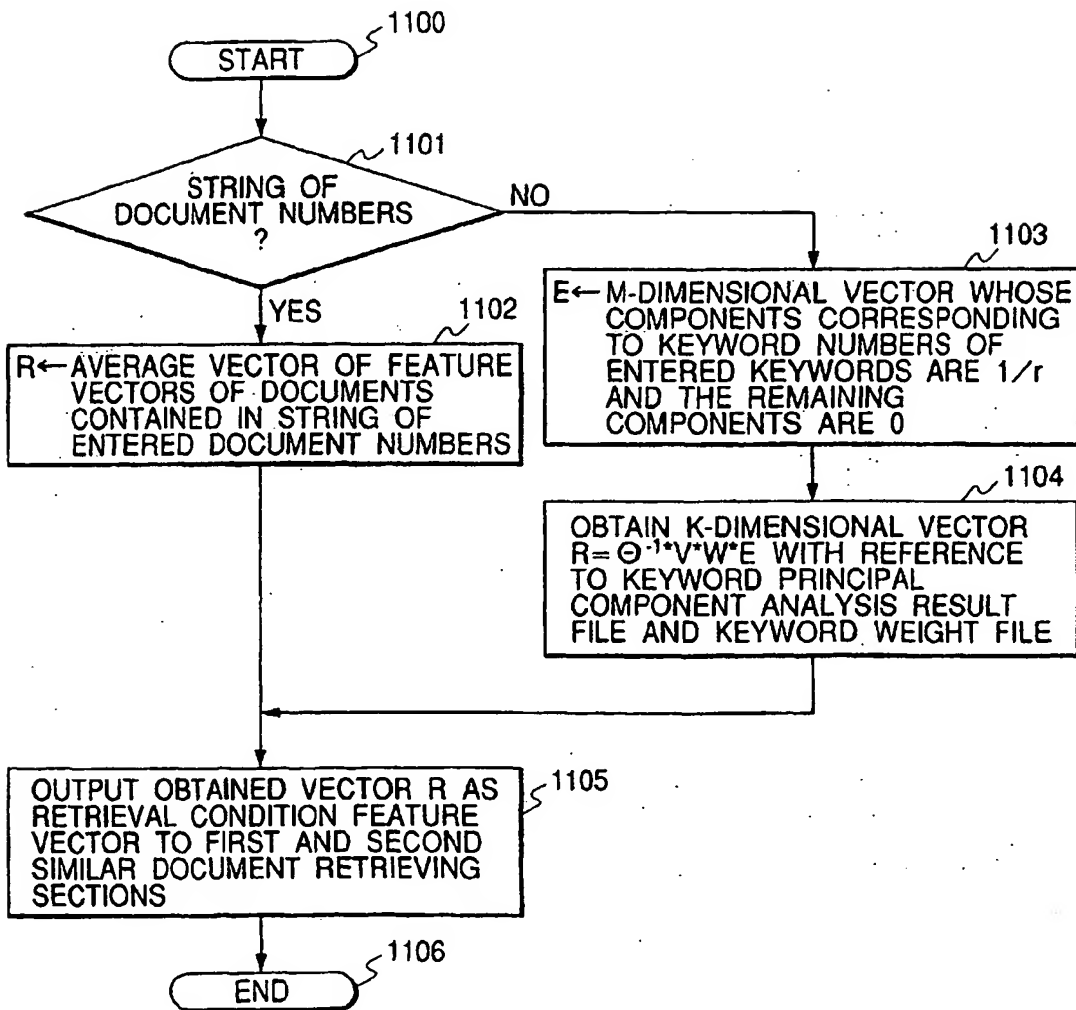 1100
START
1101
STRING OF
DOCUMENT NUMBERS
?
NO
YES
1102
R←AVERAGE VECTOR OF FEATURE
VECTORS OF DOCUMENTS
CONTAINED IN STRING OF
ENTERED DOCUMENT NUMBERS
1103
E←M-DIMENSIONAL VECTOR WHOSE
COMPONENTS CORRESPONDING
TO KEYWORD NUMBERS OF
ENTERED KEYWORDS ARE 1/r
AND THE REMAINING
COMPONENTS ARE 0
1104
OBTAIN K-DIMENSIONAL VECTOR
R=Θ⁻¹*V*W*E WITH REFERENCE
TO KEYWORD PRINCIPAL
COMPONENT ANALYSIS RESULT
FILE AND KEYWORD WEIGHT FILE
1105
OUTPUT OBTAINED VECTOR R AS
RETRIEVAL CONDITION FEATURE
VECTOR TO FIRST AND SECOND
SIMILAR DOCUMENT RETRIEVING
SECTIONS
1106
END